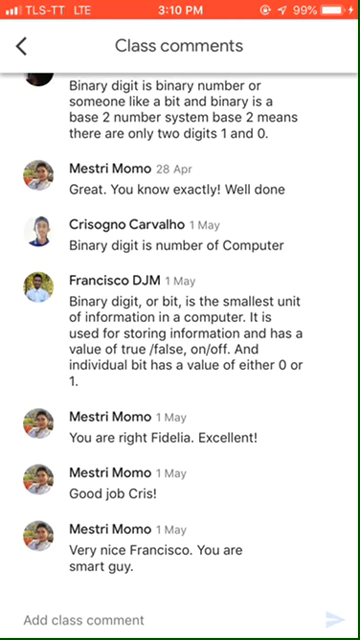 TLS-TT LTE 3:10 PM 99%
Class comments
Binary digit is binary number or
someone like a bit and binary is a
base 2 number system base 2 means
there are only two digits 1 and 0.
Mestri Momo 28 Apr
Great. You know exactly! Well done
Crisogno Carvalho 1 May
Binary digit is number of Computer
Francisco DJM 1 May
Binary digit, or bit, is the smallest unit
of information in a computer. It is
used for storing information and has a
value of true /false, on/off. And
individual bit has a value of either 0 or
1.
Mestri Momo 1 May
You are right Fidelia. Excellent!
Mestri Momo 1 May
Good job Cris!
Mestri Momo 1 May
Very nice Francisco. You are
smart guy.
Add class comment